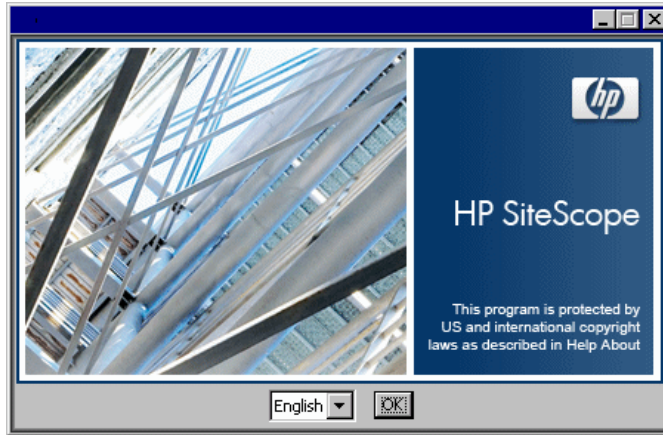 hp
HP SiteScope
This program is protected by
US and international copyright
laws as described in Help About
English
OK